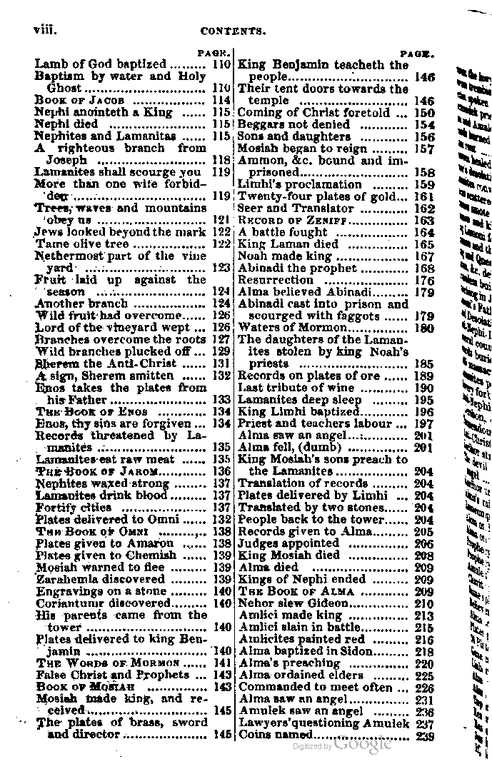 viii.
CONTENTS.
PAGE.
Lamb of God baptized ......... 110
Baptism by water and Holy
Ghost ........................ 110
BOOK OF JACOB ................ 114
Nephi anointeth a King ...... 115
Nephi died .................. 115
Nephites and Lamanitas ...... 115
A righteous branch from
Joseph ...................... 118
Lamanites shall scourge you 119
More than one wife forbid-
den ......................... 119
Trees, waves and mountains
obey us ..................... 121
Jews looked beyond the mark 122
Tame olive tree ............. 122
Nethermost part of the vine
yard ........................ 123
Fruit laid up against the
season ...................... 124
Another branch .............. 124
Wild fruit had overcome...... 126
Lord of the vineyard wept ... 126
Branches overcome the roots 127
Wild branches plucked off ... 129
Sherem the Anti-Christ ...... 131
A sign, Sherem smitten ...... 132
Enos takes the plates from
his Father .................. 133
THE BOOK OF ENOS ............ 134
Enos, thy sins are forgiven ... 134
Records threatened by La-
manites ..................... 135
Lamanites eat raw meat ...... 135
THE BOOK OF JAROM............ 136
Nephites waxed strong ....... 137
Lamanites drink blood ....... 137
Fortify cities .............. 137
Plates delivered to Omni ..... 132
THE BOOK OF OMNI ............ 138
Plates given to Amaron ...... 138
Plates given to Chemish ..... 139
Mosiah warned to flee ....... 139
Zarahemla discovered ........ 139
Engravings on a stone ....... 140
Coriantumr discovered........ 140
His parents came from the
tower ....................... 140
Plates delivered to king Ben-
jamin ....................... 140
THE WORDS OF MORMON ...... 141
False Christ and Prophets ... 143
BOOK OF MOSIAH .............. 143
Mosiah made king, and re-
ceived....................... 145
The plates of brass, sword
and director ................ 145
PAGE.
King Benjamin teacheth the
people....................... 146
Their tent doors towards the
temple ...................... 146
Coming of Christ foretold ... 150
Beggars not denied .......... 154
Sons and daughters .......... 156
Mosiah began to reign ....... 157
Ammon, &c. bound and im-
prisoned..................... 158
Limhi's proclamation ........ 159
Twenty-four plates of gold... 161
Seer and Translator ......... 162
RECORD OF ZENIFF............. 163
A battle fought ............. 164
King Laman died ............. 165
Noah made king .............. 167
Abinadi the prophet ......... 168
Resurrection ................ 176
Alma believed Abinadi........ 179
Abinadi cast into prison and
scourged with faggots ....... 179
Waters of Mormon............. 180
The daughters of the Laman-
ites stolen by king Noah's
priests ..................... 185
Records on plates of ore .... 189
Last tribute of wine ........ 190
Lamanites deep sleep ........ 195
King Limhi baptized.......... 196
Priest and teachers labour ... 197
Alma saw an angel............ 201
Alma fell, (dumb) ........... 201
King Mosiah's sons preach to
the Lamanites ............... 204
Translation of records ...... 204
Plates delivered by Limhi ... 204
Translated by two stones..... 204
People back to the tower..... 204
Records given to Alma........ 205
Judges appointed ............ 206
King Mosiah died ............ 208
Alma died ................... 209
Kings of Nephi ended ........ 209
THE BOOK OF ALMA ............ 209
Nehor slew Gideon............ 210
Amlici made king ............ 213
Amlici slain in battle....... 215
Amlicites painted red ....... 216
Alma baptized in Sidon....... 218
Alma's preaching ............ 220
Alma ordained elders ........ 225
Commanded to meet often ... 226
Alma saw an angel............ 231
Amulek saw an angel ......... 236
Lawyers' questioning Amulek 237
Coins named.................. 239
Digitized by Google